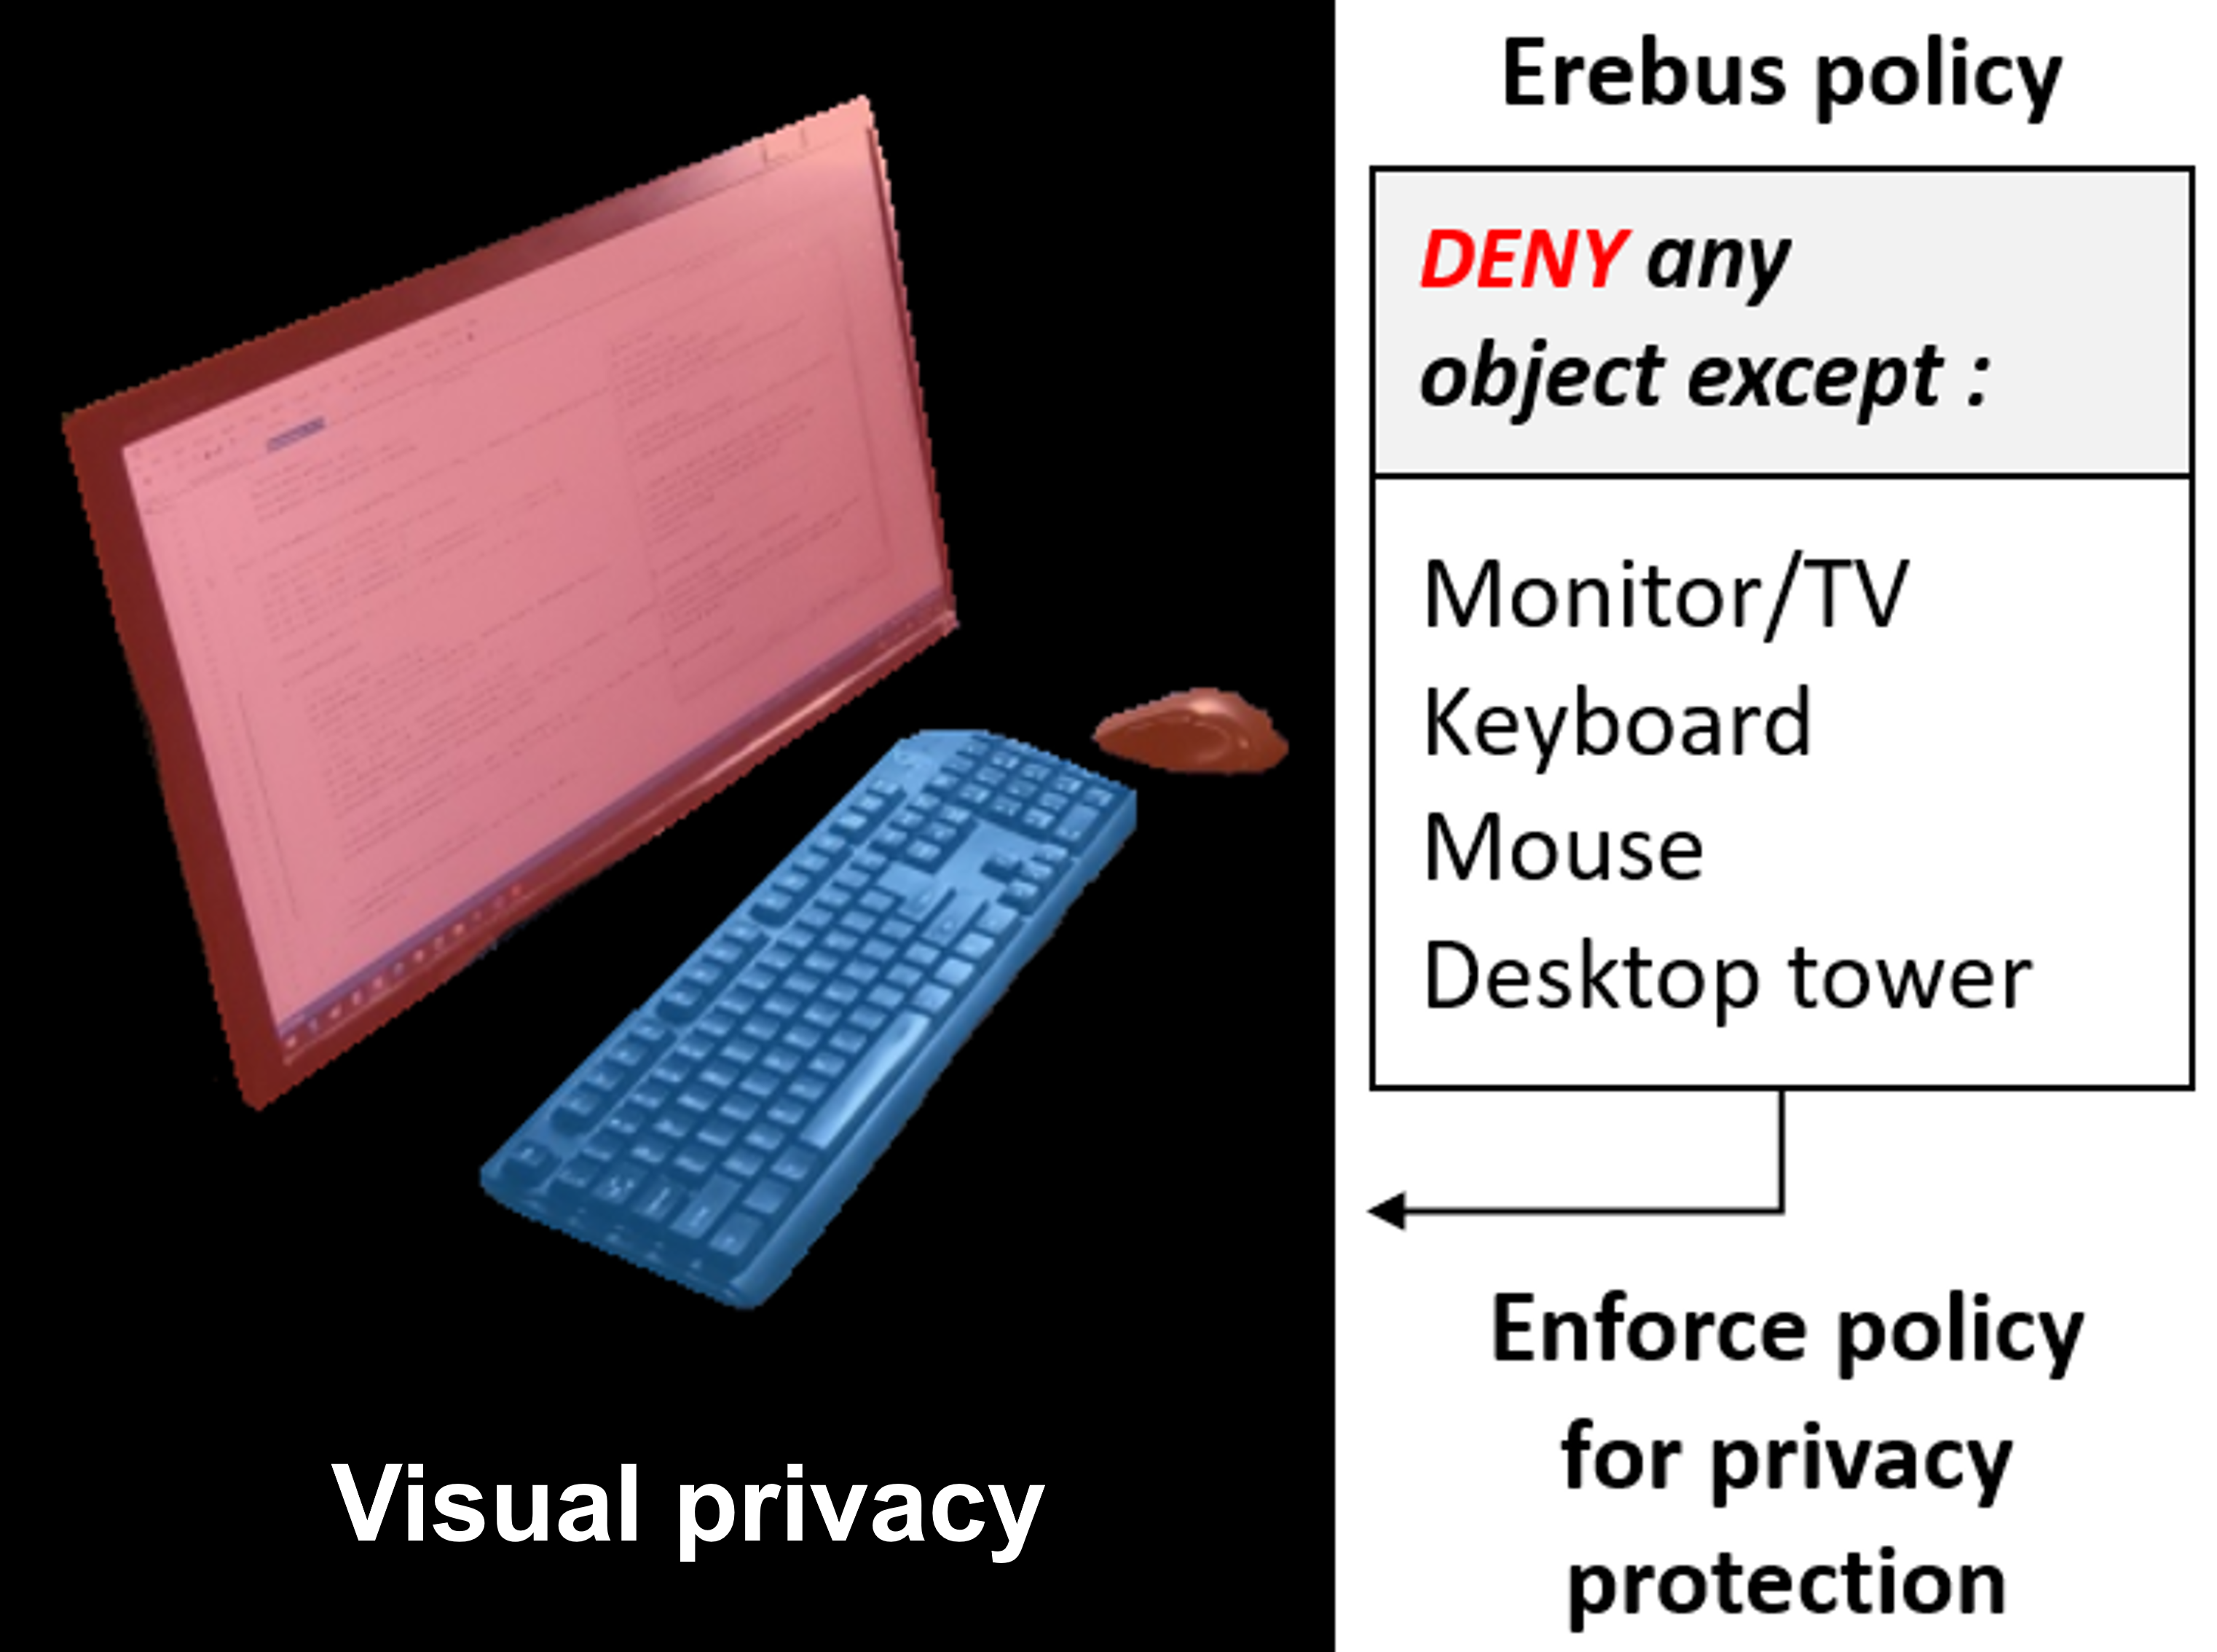 Erebus policy
DENY any
object except :
Monitor/TV
Keyboard
Mouse
Desktop tower
Enforce policy
for privacy
protection
Visual privacy